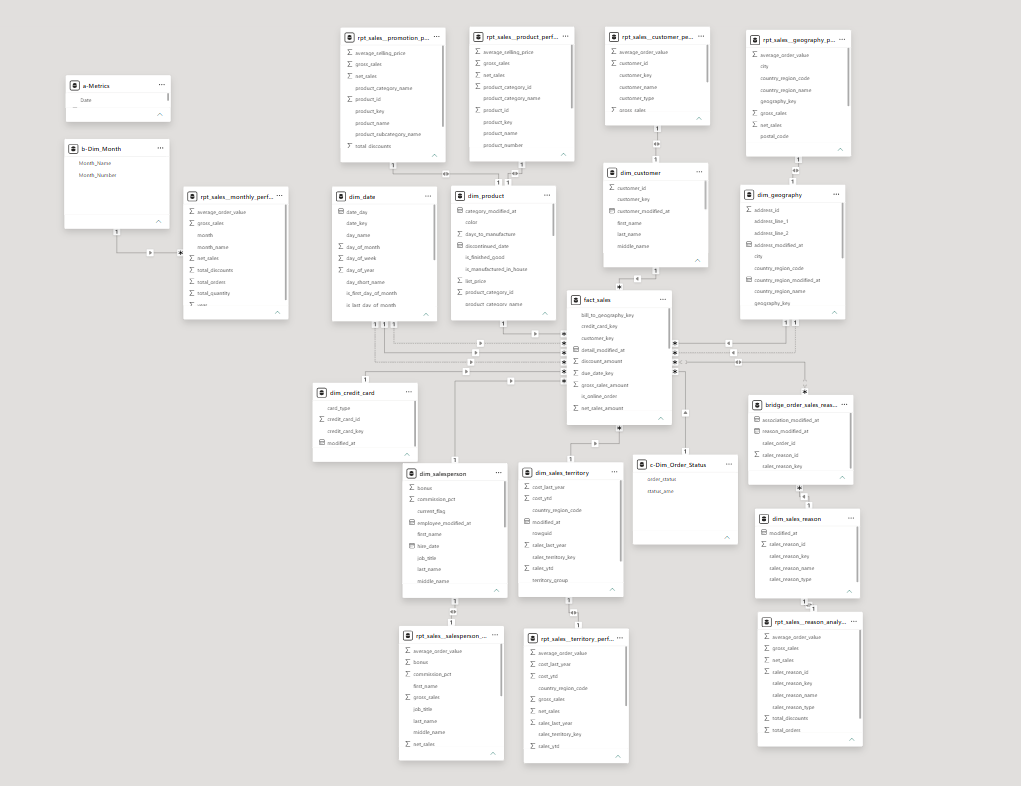 rpt_sales__promotion_p...
average_selling_price
gross_sales
net_sales
product_category_name
product_id
product_key
product_name
product_subcategory_name
total_discounts
rpt_sales__product_perf...
average_selling_price
gross_sales
net_sales
product_category_id
product_category_name
product_id
product_key
product_name
product_number
rpt_sales__customer_pe...
average_order_value
customer_id
customer_key
customer_name
customer_type
gross_sales
rpt_sales__geography_p...
average_order_value
city
country_region_code
country_region_name
geography_key
gross_sales
net_sales
postal_code
a-Metrics
Date
b-Dim_Month
Month_Name
Month_Number
rpt_sales__monthly_perf...
average_order_value
gross_sales
month
month_name
net_sales
total_discounts
total_orders
total_quantity
year
dim_date
date_day
date_key
day_name
day_of_month
day_of_week
day_of_year
day_short_name
is_first_day_of_month
is_last_day_of_month
dim_product
category_modified_at
color
days_to_manufacture
discontinued_date
is_finished_good
is_manufactured_in_house
list_price
product_category_id
product_category_name
dim_customer
customer_id
customer_key
customer_modified_at
first_name
last_name
middle_name
dim_geography
address_id
address_line_1
address_line_2
address_modified_at
city
country_region_code
country_region_modified_at
country_region_name
geography_key
fact_sales
bill_to_geography_key
credit_card_key
customer_key
detail_modified_at
discount_amount
due_date_key
gross_sales_amount
is_online_order
net_sales_amount
dim_credit_card
card_type
credit_card_id
credit_card_key
modified_at
bridge_order_sales_reas...
association_modified_at
reason_modified_at
sales_order_id
sales_reason_id
sales_reason_key
dim_salesperson
bonus
commission_pct
current_flag
employee_modified_at
first_name
hire_date
job_title
last_name
middle_name
dim_sales_territory
cost_last_year
cost_ytd
country_region_code
modified_at
rowguid
sales_last_year
sales_territory_key
sales_ytd
territory_group
c-Dim_Order_Status
order_status
status_ame
dim_sales_reason
modified_at
sales_reason_id
sales_reason_key
sales_reason_name
sales_reason_type
rpt_sales__salesperson_...
average_order_value
bonus
commission_pct
first_name
gross_sales
job_title
last_name
middle_name
net_sales
rpt_sales__territory_perf...
average_order_value
cost_last_year
cost_ytd
country_region_code
gross_sales
net_sales
sales_last_year
sales_territory_key
sales_ytd
rpt_sales__reason_analy...
average_order_value
gross_sales
net_sales
sales_reason_id
sales_reason_key
sales_reason_name
sales_reason_type
total_discounts
total_orders